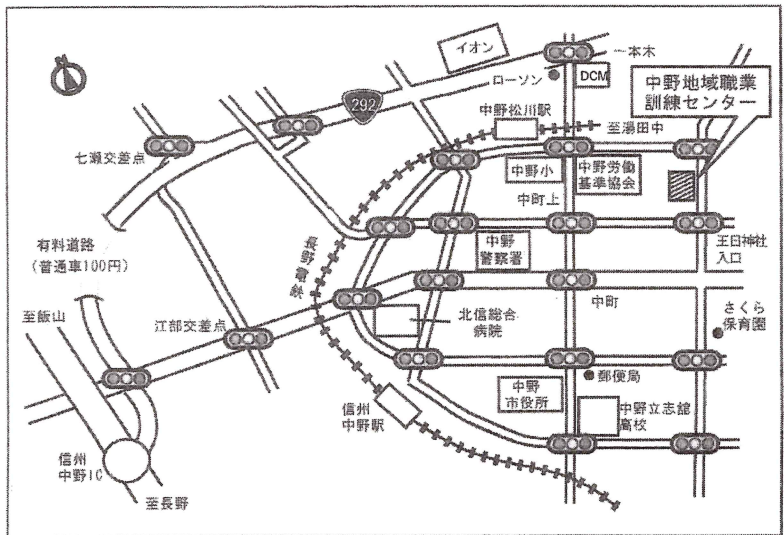 イオン
一本木
ローソン
DCM
中野地域職業
訓練センター
292
中野松川駅
至湯田中
七瀬交差点
中野小
中野労働
基準協会
中町上
有料道路
(普通車100円)
長野電鉄
中野
警察署
王日神社
入口
至飯山
江部交差点
北信総合
病院
中町
さくら
保育園
郵便局
信州
中野駅
中野
市役所
中野立志館
高校
信州
中野IC
至長野